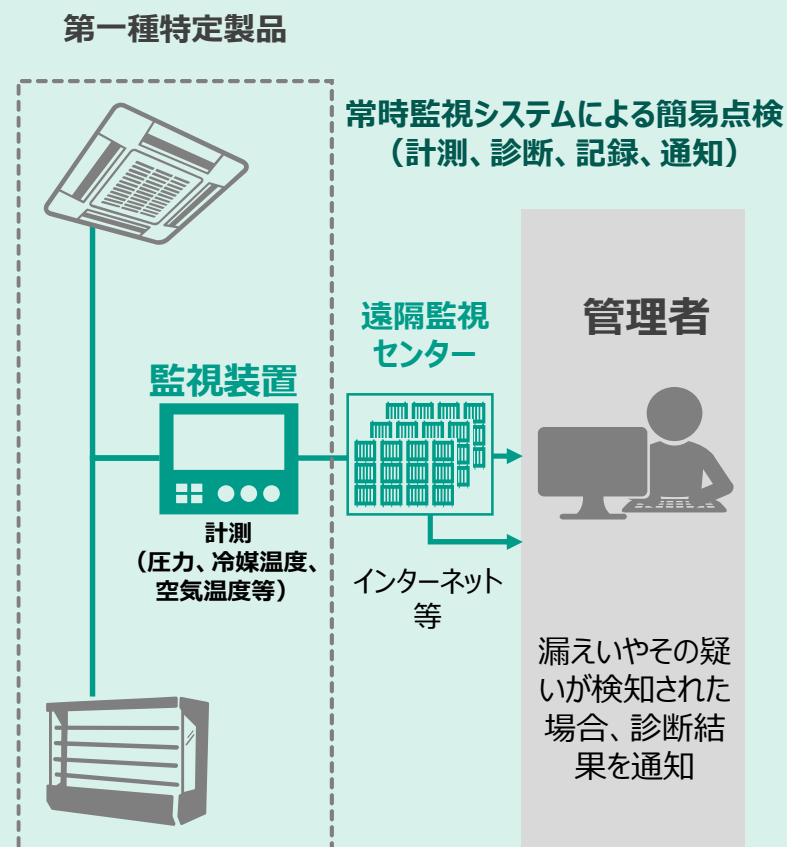 第一種特定製品
常時監視システムによる簡易点検
（計測、診断、記録、通知）
管理者
遠隔監視
センター
監視装置
計測
（圧力、冷媒温度、
空気温度等）
インターネット
等
漏えいやその疑
いが検知された
場合、診断結
果を通知